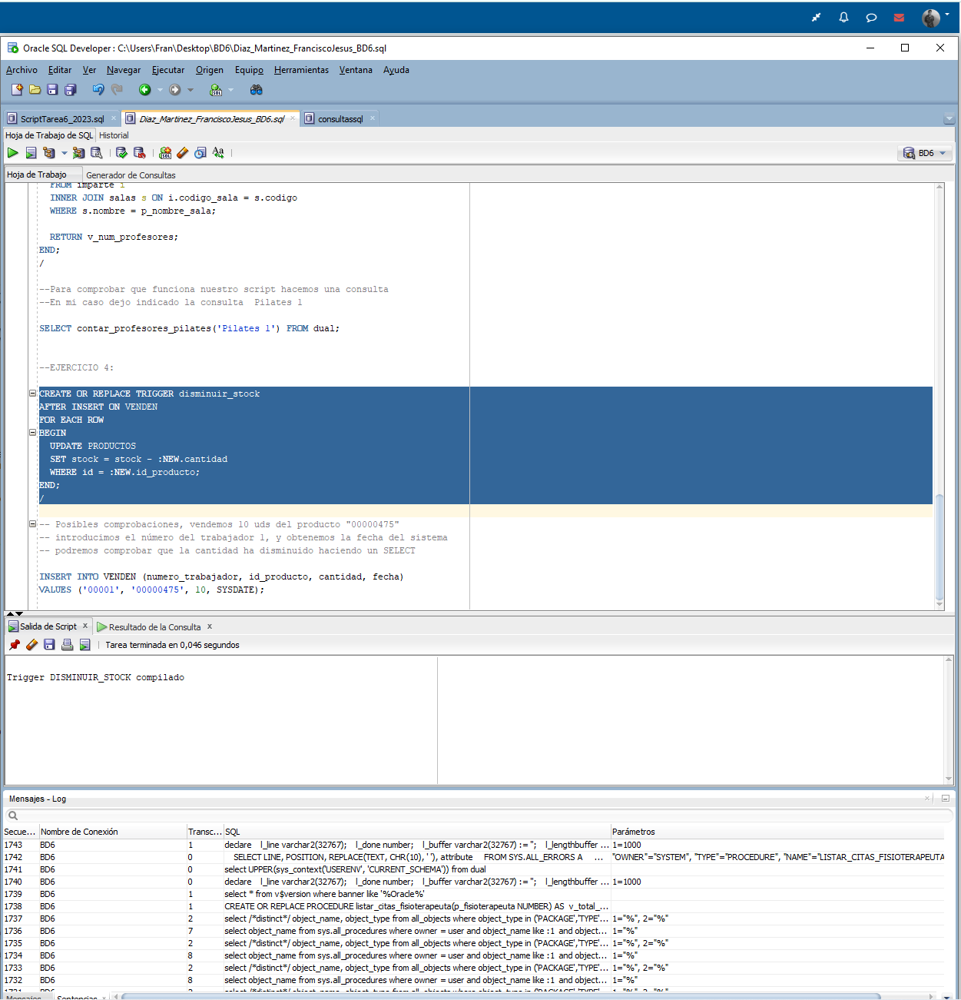 Oracle SQL Developer : C:\Users\Fran\Desktop\BD6\Diaz_Martinez_FranciscoJesus_BD6.sql
Archivo Editar Ver Navegar Ejecutar Origen Equipo Herramientas Ventana Ayuda
ScriptTarea6_2023.sql Diaz_Martinez_FranciscoJesus_BD6.sql consultassql
Hoja de Trabajo de SQL Historial
BD6
Hoja de Trabajo Generador de Consultas
FROM imparte i
INNER JOIN salas s ON i.codigo_sala = s.codigo
WHERE s.nombre = p_nombre_sala;
RETURN v_num_profesores;
END;
/
--Para comprobar que funciona nuestro script hacemos una consulta
--En mi caso dejo indicado la consulta  Pilates 1
SELECT contar_profesores_pilates('Pilates 1') FROM dual;
--EJERCICIO 4:
CREATE OR REPLACE TRIGGER disminuir_stock
AFTER INSERT ON VENDEN
FOR EACH ROW
BEGIN
UPDATE PRODUCTOS
SET stock = stock - :NEW.cantidad
WHERE id = :NEW.id_producto;
END;
/
-- Posibles comprobaciones, vendemos 10 uds del producto "00000475"
-- introducimos el número del trabajador 1, y obtenemos la fecha del sistema
-- podremos comprobar que la cantidad ha disminuido haciendo un SELECT
INSERT INTO VENDEN (numero_trabajador, id_producto, cantidad, fecha)
VALUES ('00001', '00000475', 10, SYSDATE);
Salida de Script x Resultado de la Consulta x
Tarea terminada en 0,046 segundos
Trigger DISMINUIR_STOCK compilado
Mensajes - Log
Secue... Nombre de Conexión Transc... SQL Parámetros
1743 BD6 1 declare l_line varchar2(32767); l_done number; l_buffer varchar2(32767) := ''; l_lengthbuffer ... 1=1000
1742 BD6 0 SELECT LINE, POSITION, REPLACE(TEXT, CHR(10), ' '), attribute FROM SYS.ALL_ERRORS A ... "OWNER"="SYSTEM", "TYPE"="PROCEDURE", "NAME"="LISTAR_CITAS_FISIOTERAPEUTA
1741 BD6 0 select UPPER(sys_context('USERENV', 'CURRENT_SCHEMA')) from dual
1740 BD6 0 declare l_line varchar2(32767); l_done number; l_buffer varchar2(32767) := ''; l_lengthbuffer ... 1=1000
1739 BD6 1 select * from v$version where banner like '%Oracle%'
1738 BD6 1 CREATE OR REPLACE PROCEDURE listar_citas_fisioterapeuta(p_fisioterapeuta NUMBER) AS v_total_...
1737 BD6 2 select /*distinct*/ object_name, object_type from all_objects where object_type in ('PACKAGE','TYPE'... 1="%", 2="%"
1736 BD6 7 select object_name from sys.all_procedures where owner = user and object_name like :1 and object... 1="%"
1735 BD6 2 select /*distinct*/ object_name, object_type from all_objects where object_type in ('PACKAGE','TYPE'... 1="%", 2="%"
1734 BD6 8 select object_name from sys.all_procedures where owner = user and object_name like :1 and object... 1="%"
1733 BD6 2 select /*distinct*/ object_name, object_type from all_objects where object_type in ('PACKAGE','TYPE'... 1="%", 2="%"
1732 BD6 8 select object_name from sys.all_procedures where owner = user and object_name like :1 and object... 1="%"
Mensajes Sentencias